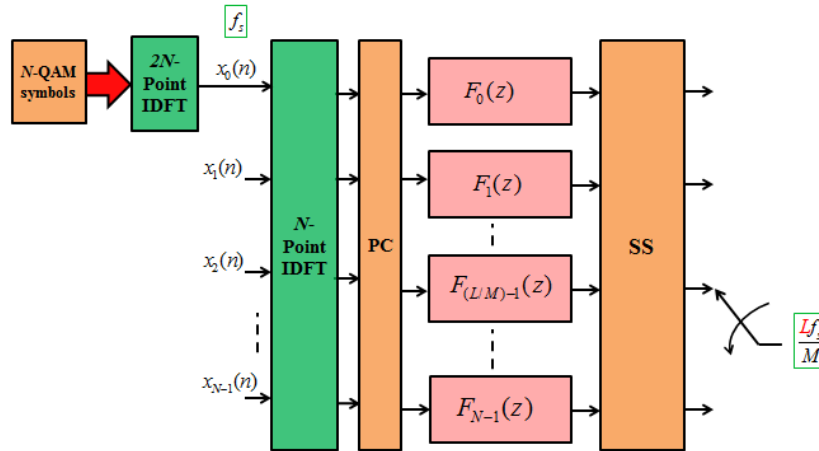 f_s
N-QAM
symbols
2N-
Point
IDFT
x_0(n)
x_1(n)
x_2(n)
x_{N-1}(n)
N-
Point
IDFT
PC
F_0(z)
F_1(z)
F_{(L/M)-1}(z)
F_{N-1}(z)
SS
Lf_s
M